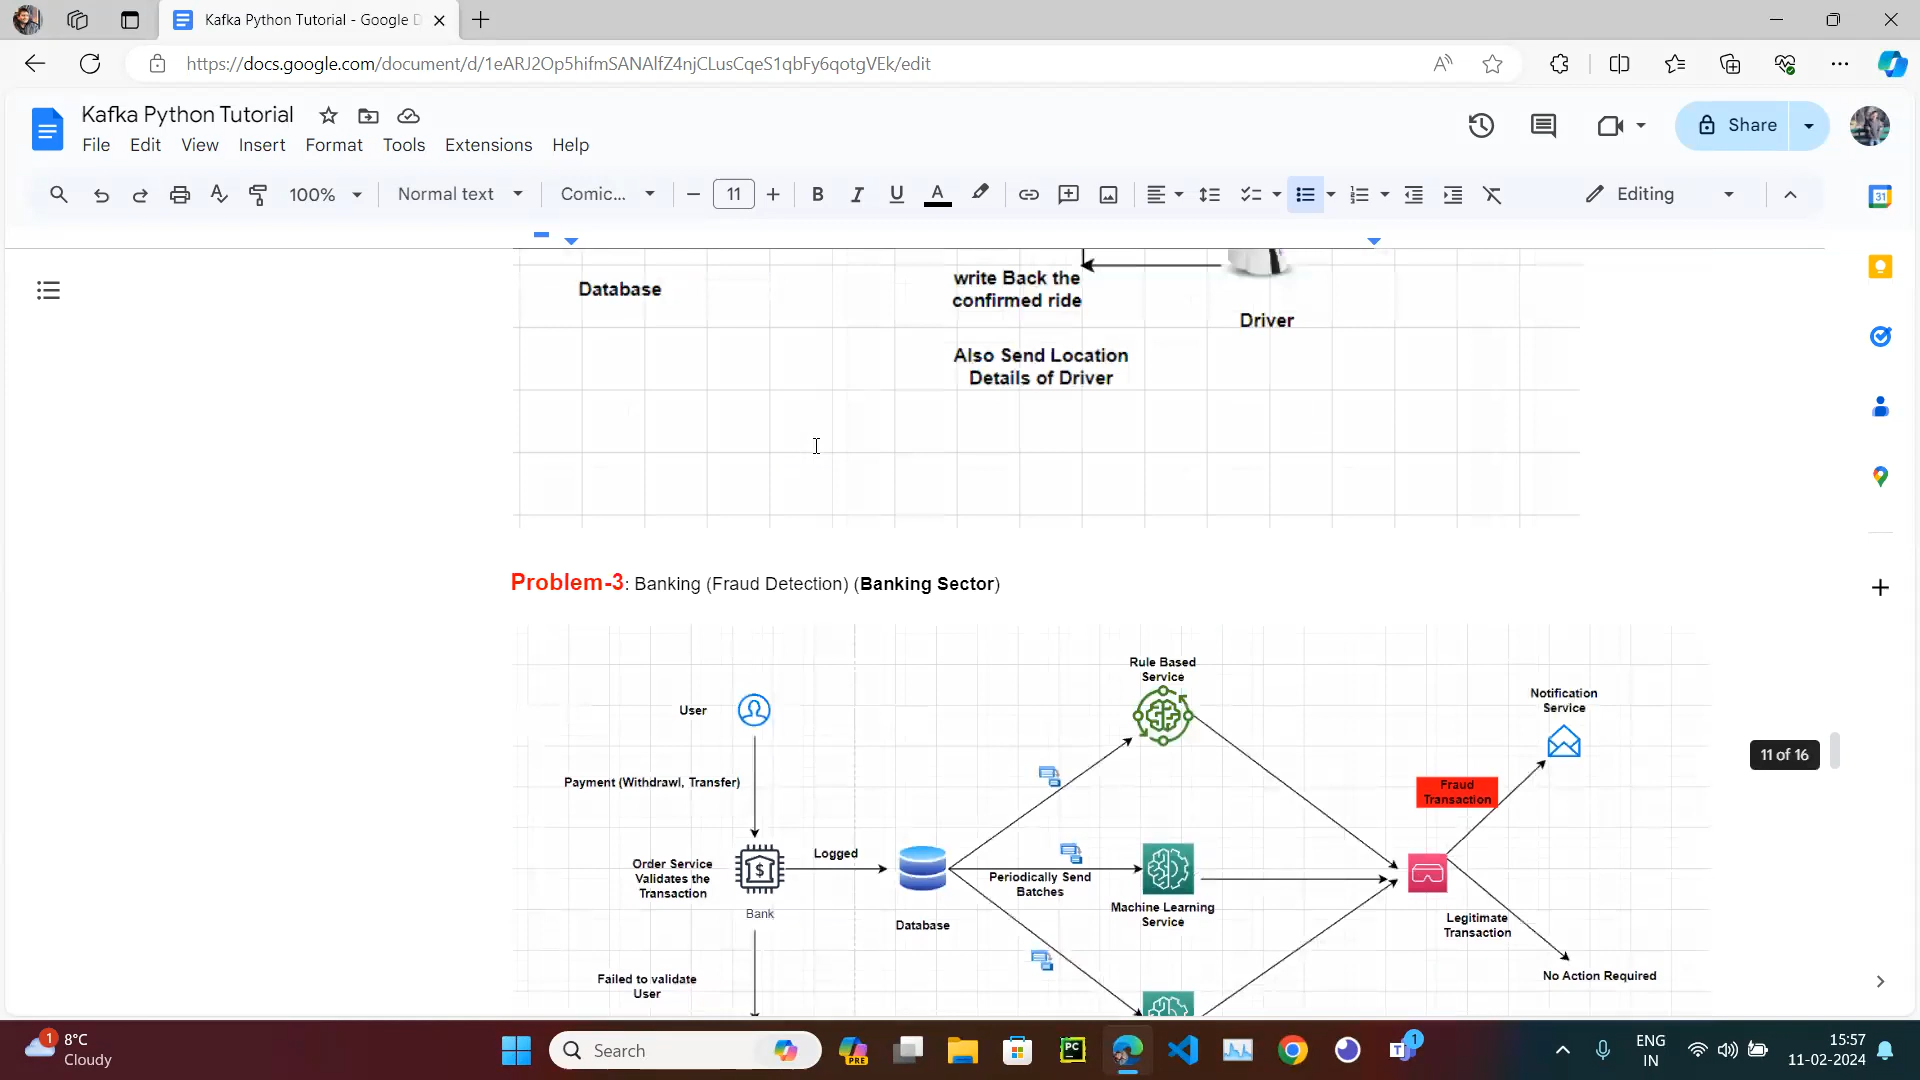 Kafka Python Tutorial - Google D
https://docs.google.com/document/d/1eARJ2Op5hifmSANAlfZ4njCLusCqeS1qbFy6qotgVEk/edit
Kafka Python Tutorial
Share
File Edit View Insert Format Tools Extensions Help
100% Normal text Comic... 11 B I U A Editing
31
Database
write Back the
confirmed ride
Driver
Also Send Location
Details of Driver
Problem-3: Banking (Fraud Detection) (Banking Sector)
Rule Based
Service
User
Notification
Service
Payment (Withdrawl, Transfer)
Fraud
Transaction
11 of 16
Order Service
Validates the
Transaction
$
Bank
Logged
Database
Periodically Send
Batches
Machine Learning
Service
Legitimate
Transaction
No Action Required
Failed to validate
User
1
8°C
Cloudy
Search
PRE
PC
1
ENG
IN
15:57
11-02-2024